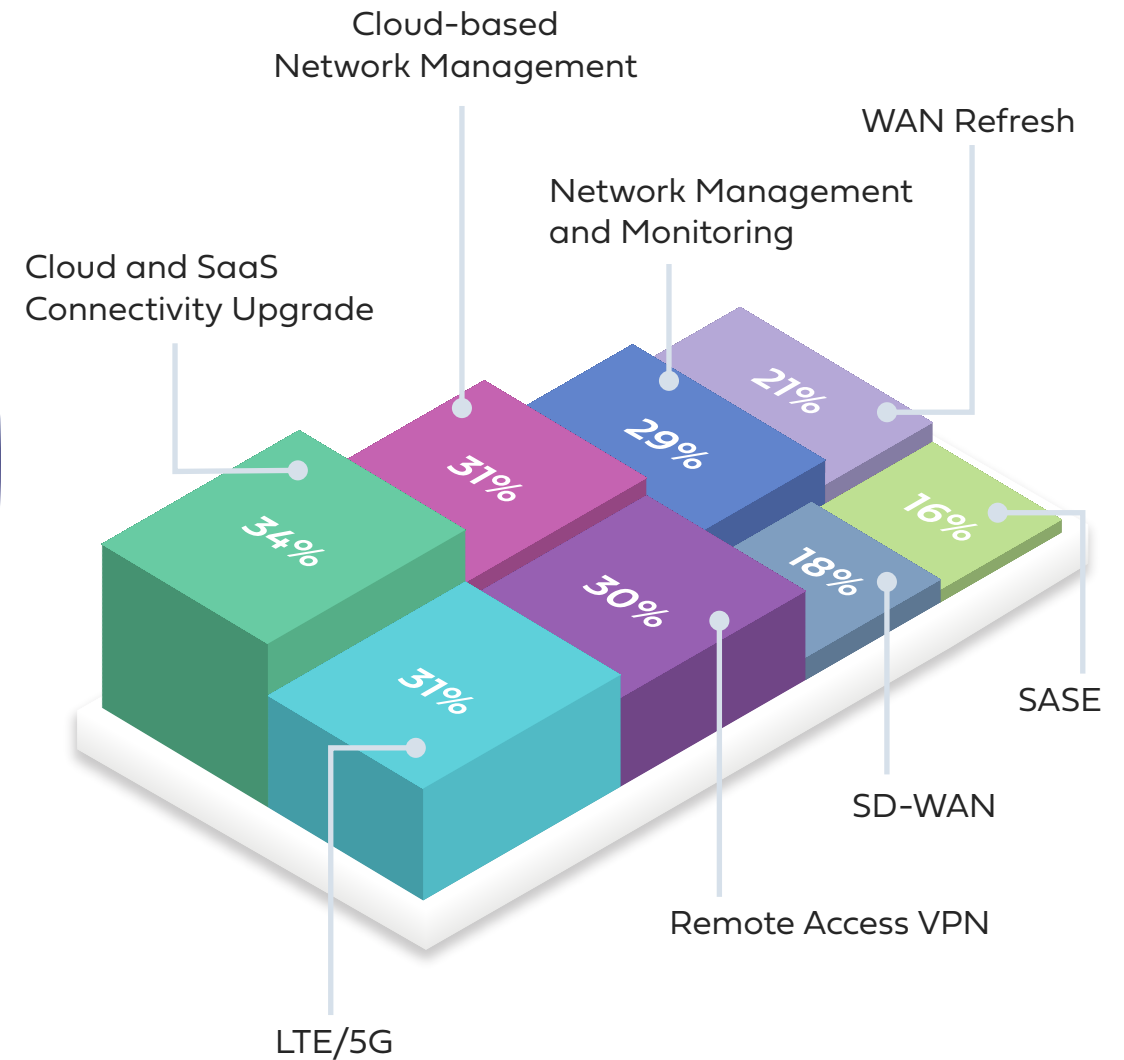 Cloud-based
Network Management
WAN Refresh
Network Management
and Monitoring
Cloud and SaaS
Connectivity Upgrade
21%
29%
31%
34%
16%
18%
30%
31%
SASE
SD-WAN
Remote Access VPN
LTE/5G